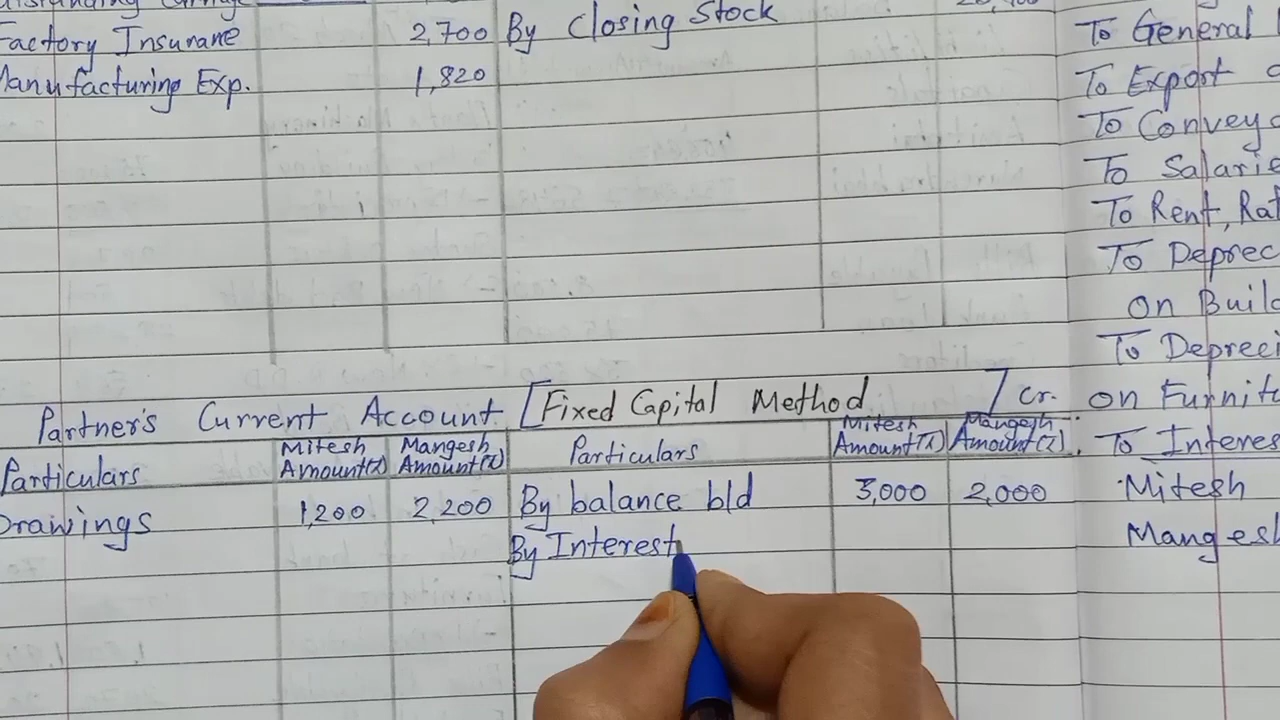 Factory Insurane 2,700 By Closing Stock
Manufacturing Exp. 1,820
To General
To Export
To
To Salarie
To Rent, Rat
To Deprec
on Build
To Depreci
on Furnit
To Interes
Mitesh
Mangesh
Partner's Current Account [Fixed Capital Method ] Cr.
Particulars Mitesh Amount(₹) Mangesh Amount(₹) Particulars Mitesh Amount(₹) Mangesh Amount(₹)
Drawings 1,200 2,200 By balance b/d 3,000 2,000
By Interest